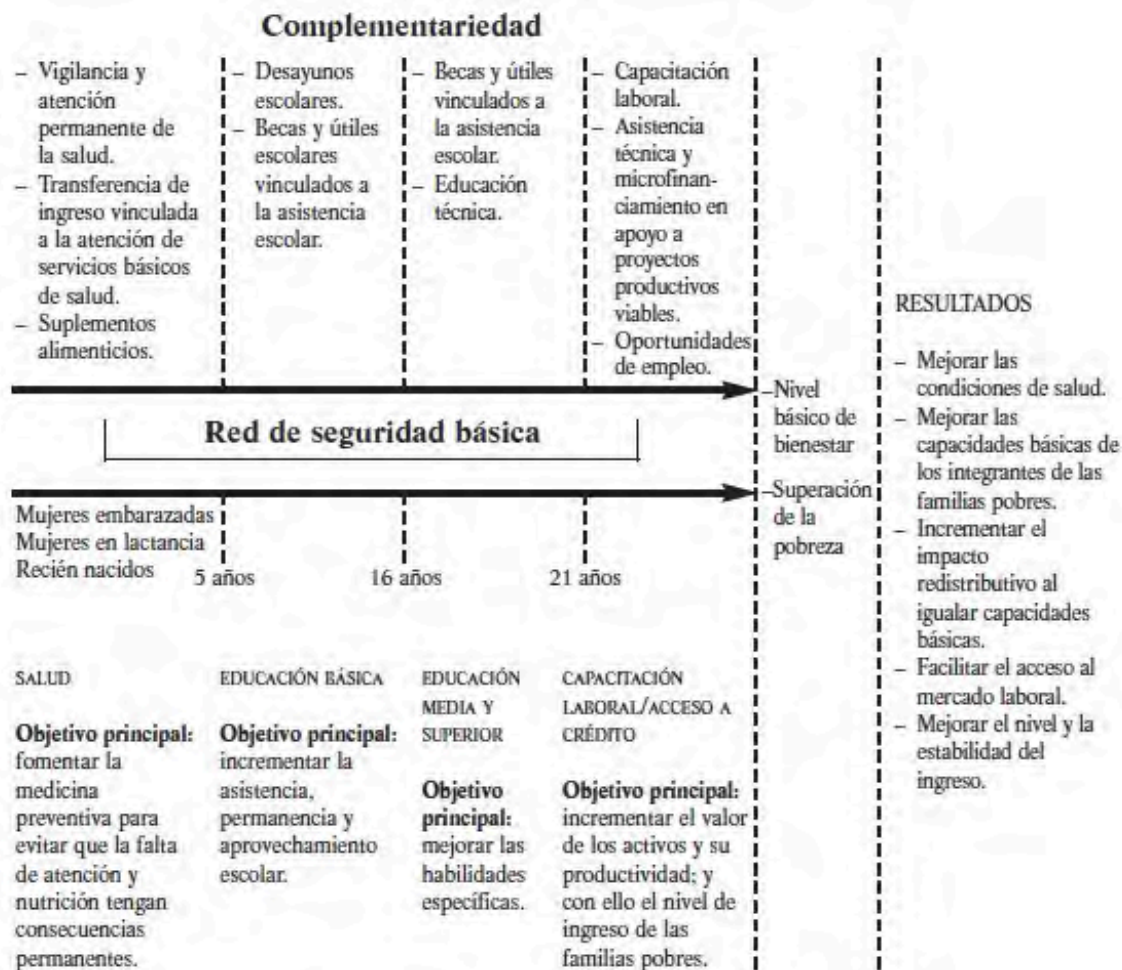 Complementariedad
– Vigilancia y
atención
permanente de
la salud.
– Transferencia de
ingreso vinculada
a la atención de
servicios básicos
de salud.
– Suplementos
alimenticios.
– Desayunos
escolares.
– Becas y útiles
escolares
vinculados a
la asistencia
escolar.
– Becas y útiles
vinculados a
la asistencia
escolar.
– Educación
técnica.
– Capacitación
laboral.
– Asistencia
técnica y
microfinan-
ciamiento en
apoyo a
proyectos
productivos
viables.
– Oportunidades
de empleo.
Red de seguridad básica
–Nivel
básico de
bienestar
–Superación
de la
pobreza
Mujeres embarazadas
Mujeres en lactancia
Recién nacidos
5 años
16 años
21 años
SALUD
Objetivo principal:
fomentar la
medicina
preventiva para
evitar que la falta
de atención y
nutrición tengan
consecuencias
permanentes.
EDUCACIÓN BÁSICA
Objetivo principal:
incrementar la
asistencia,
permanencia y
aprovechamiento
escolar.
EDUCACIÓN
MEDIA Y
SUPERIOR
Objetivo
principal:
mejorar las
habilidades
específicas.
CAPACITACIÓN
LABORAL/ACCESO A
CRÉDITO
Objetivo principal:
incrementar el valor
de los activos y su
productividad; y
con ello el nivel de
ingreso de las
familias pobres.
RESULTADOS
– Mejorar las
condiciones de salud.
– Mejorar las
capacidades básicas de
los integrantes de las
familias pobres.
– Incrementar el
impacto
redistributivo al
igualar capacidades
básicas.
– Facilitar el acceso al
mercado laboral.
– Mejorar el nivel y la
estabilidad del
ingreso.